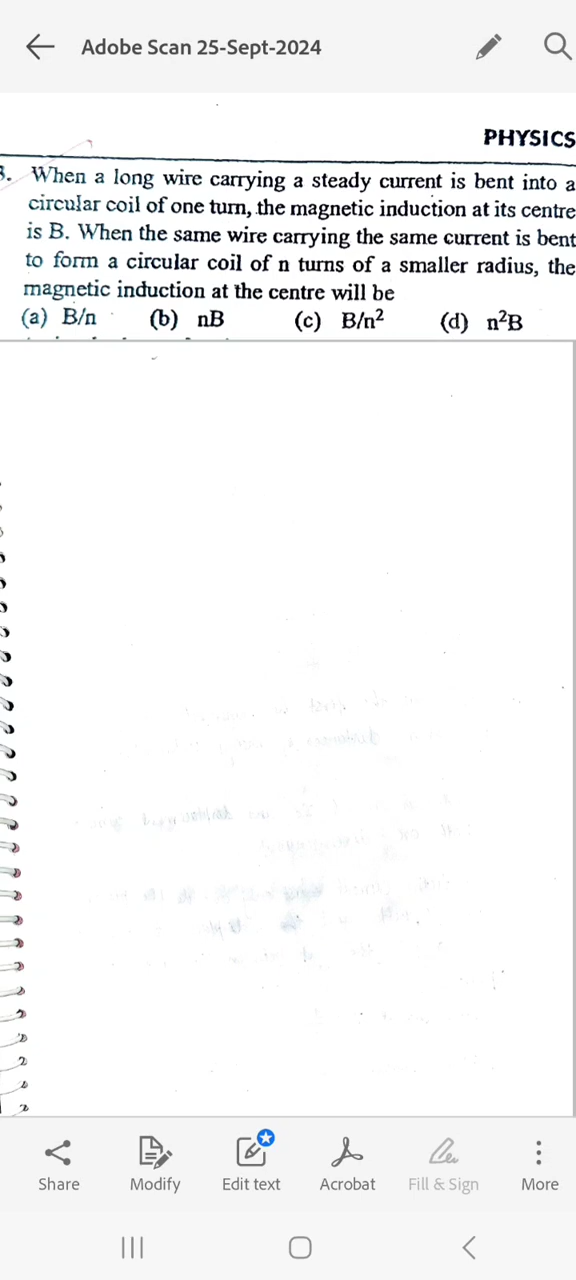 Adobe Scan 25-Sept-2024
PHYSICS
3. When a long wire carrying a steady current is bent into a
circular coil of one turn, the magnetic induction at its centre
is B. When the same wire carrying the same current is bent
to form a circular coil of n turns of a smaller radius, the
magnetic induction at the centre will be
(a) B/n (b) nB (c) B/n² (d) n²B
Share Modify Edit text Acrobat Fill & Sign More